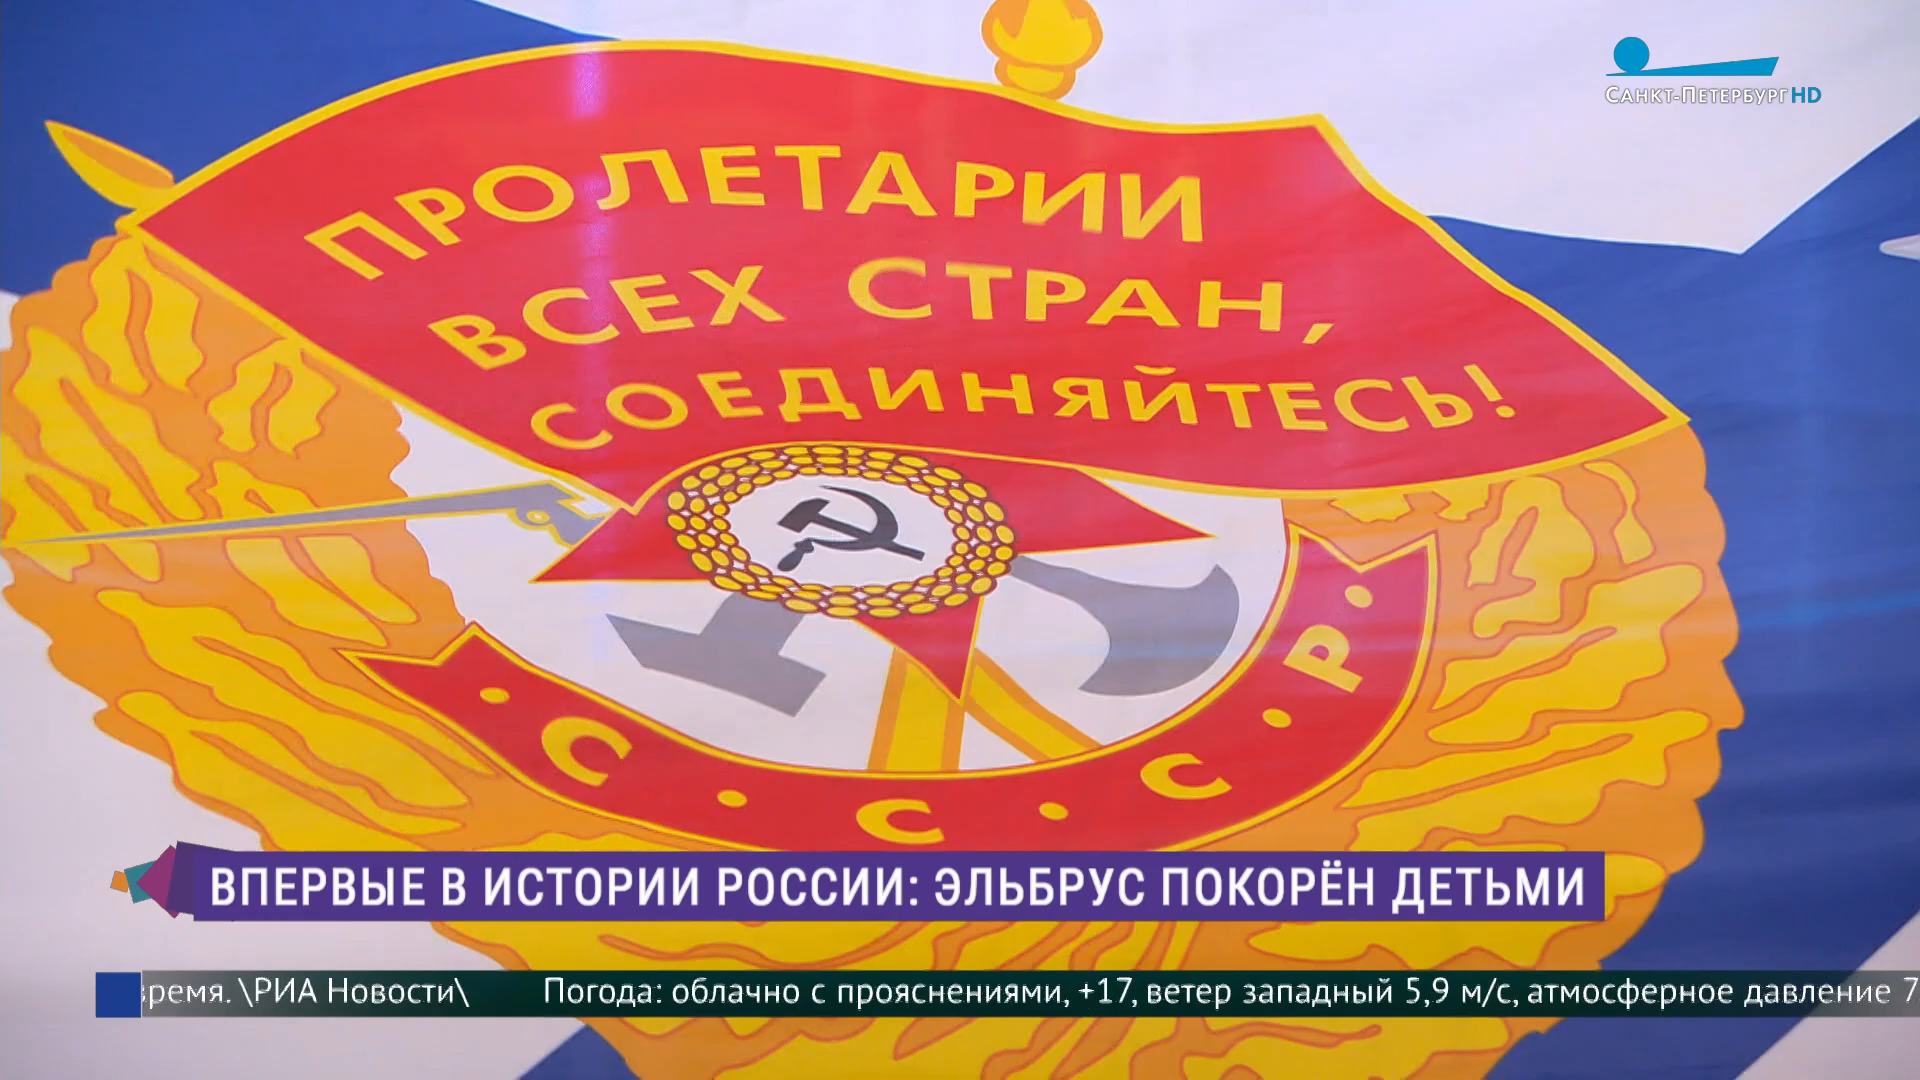 САНКТ-ПЕТЕРБУРГ HD
ПРОЛЕТАРИИ
ВСЕХ СТРАН,
СОЕДИНЯЙТЕСЬ!
· С · С · С · Р ·
ВПЕРВЫЕ В ИСТОРИИ РОССИИ: ЭЛЬБРУС ПОКОРЁН ДЕТЬМИ
время. \РИА Новости\ Погода: облачно с прояснениями, +17, ветер западный 5,9 м/с, атмосферное давление 7